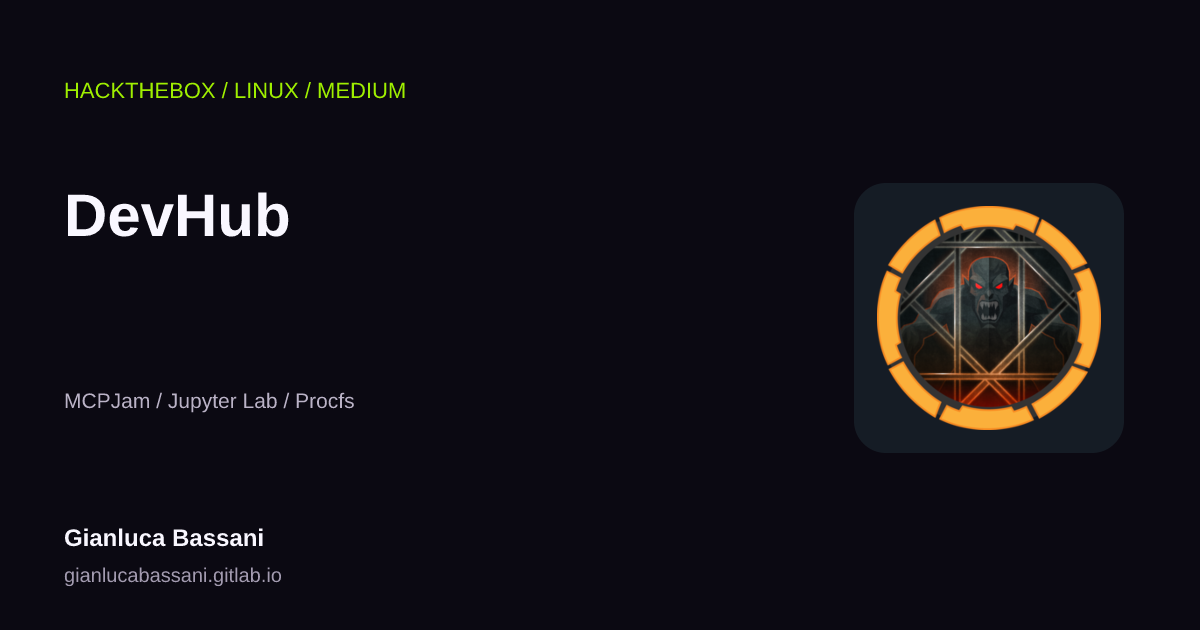 HACKTHEBOX / LINUX / MEDIUM
DevHub
MCPJam / Jupyter Lab / Procfs
Gianluca Bassani
gianlucabassani.gitlab.io